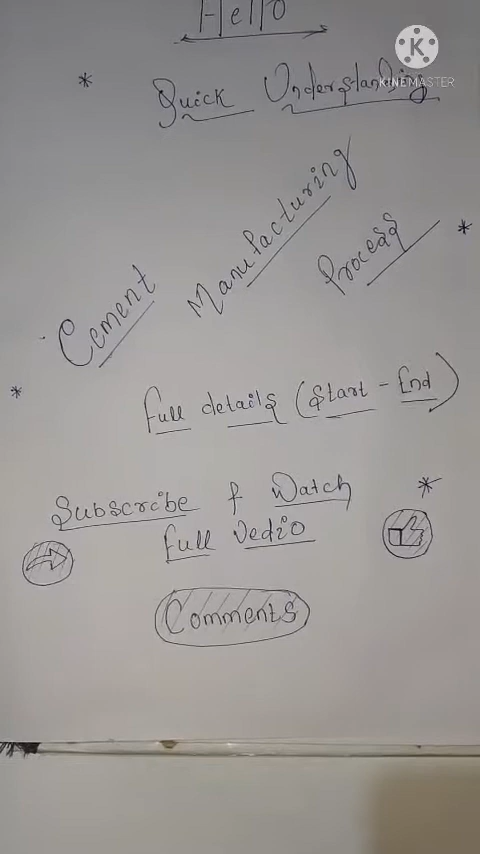 Hello
KINEMASTER
Quick Understanding
Cement Manufacturing Process
Full details (Start - End)
Subscribe & Watch
Full Vedio
Comments